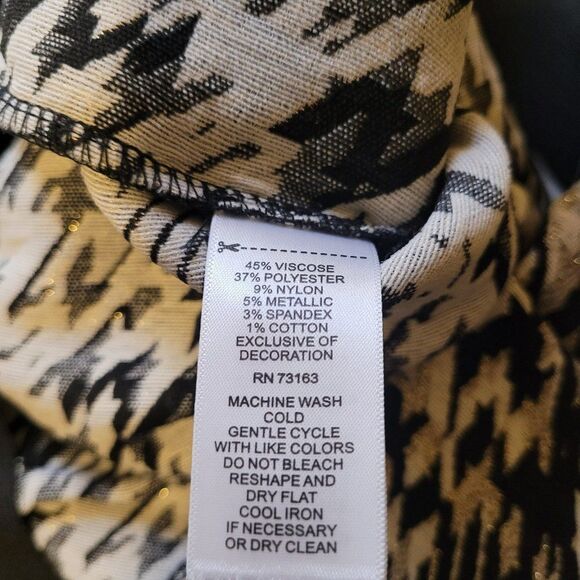 45% VISCOSE
37% POLYESTER
9% NYLON
5% METALLIC
3% SPANDEX
1% COTTON
EXCLUSIVE OF
DECORATION
RN 73163
MACHINE WASH
COLD
GENTLE CYCLE
WITH LIKE COLORS
DO NOT BLEACH
RESHAPE AND
DRY FLAT
COOL IRON
IF NECESSARY
OR DRY CLEAN